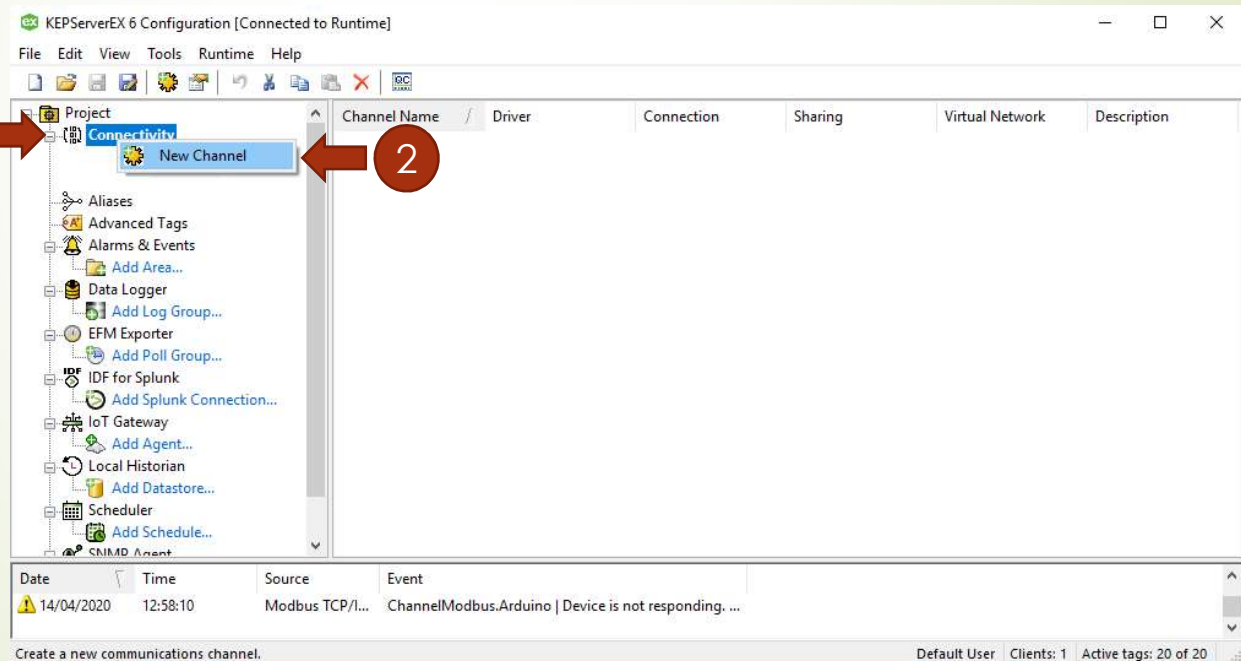 KEPServerEX 6 Configuration [Connected to Runtime]
File Edit View Tools Runtime Help
Project
Connectivity
New Channel
2
Aliases
Advanced Tags
Alarms & Events
Add Area...
Data Logger
Add Log Group...
EFM Exporter
Add Poll Group...
IDF for Splunk
Add Splunk Connection...
IoT Gateway
Add Agent...
Local Historian
Add Datastore...
Scheduler
Add Schedule...
SNMP Agent
Channel Name Driver Connection Sharing Virtual Network Description
Date Time Source Event
14/04/2020 12:58:10 Modbus TCP/I... ChannelModbus.Arduino | Device is not responding. ...
Create a new communications channel. Default User Clients: 1 Active tags: 20 of 20